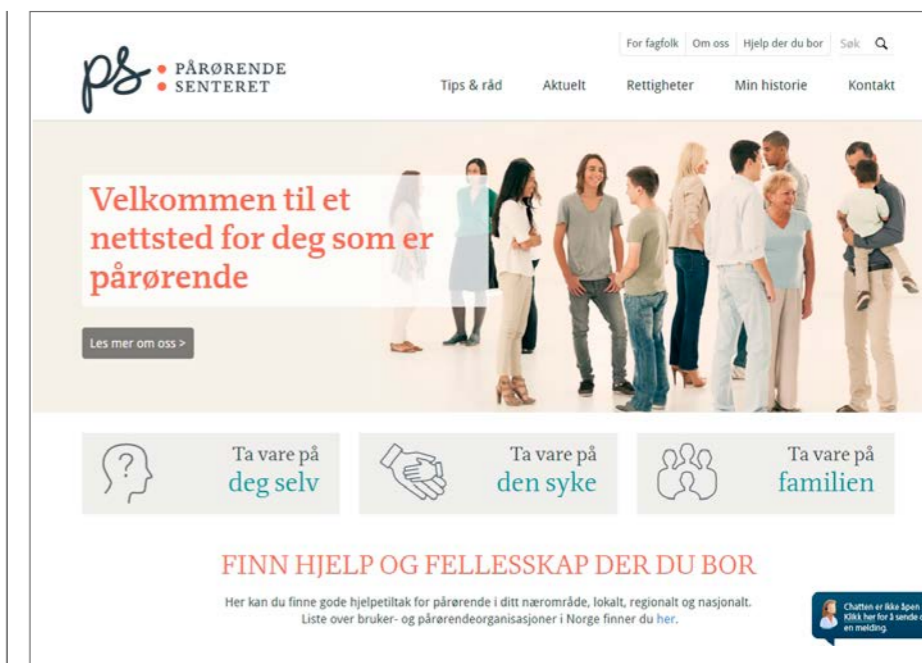 For fagfolk Om oss Hjelp der du bor Søk
ps: PÅRØRENDE
SENTERET
Tips & råd Aktuelt Rettigheter Min historie Kontakt
Velkommen til et
nettsted for deg som er
pårørende
Les mer om oss >
?
Ta vare på
deg selv
Ta vare på
den syke
Ta vare på
familien
FINN HJELP OG FELLESSKAP DER DU BOR
Her kan du finne gode hjelpetiltak for pårørende i ditt nærområde, lokalt, regionalt og nasjonalt.
Liste over bruker- og pårørendeorganisasjoner i Norge finner du her.
Chatten er ikke åpen
Klikk her for å sende
en melding.